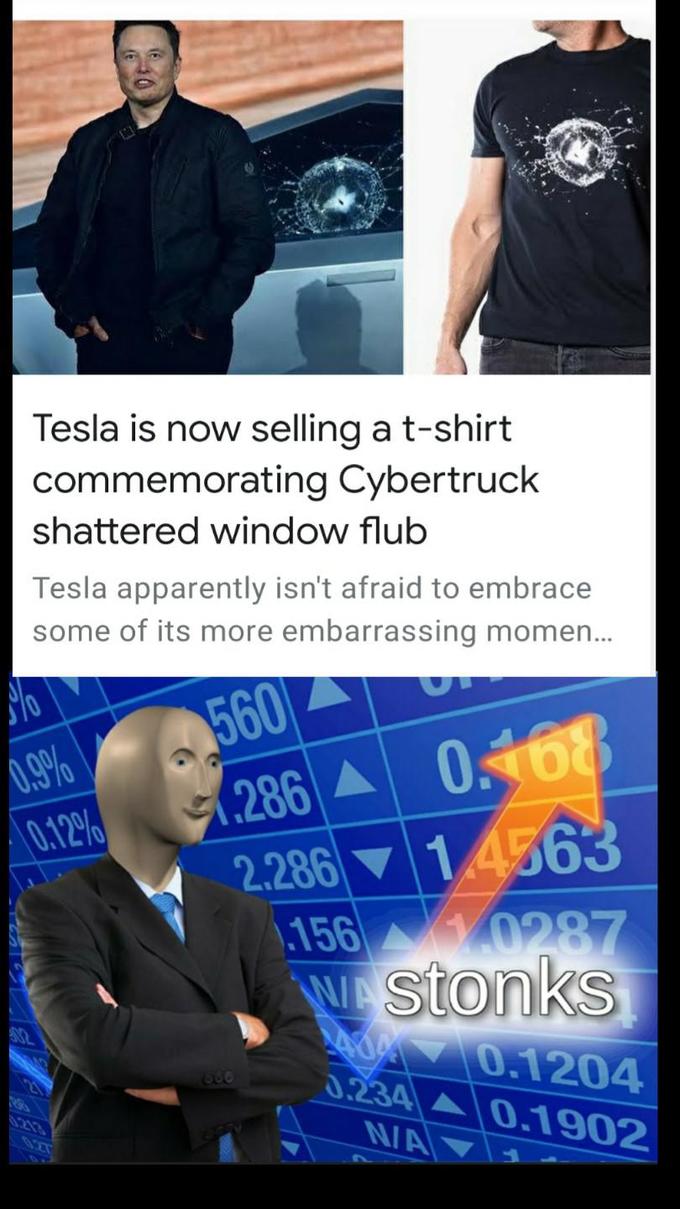 Tesla is now selling a t-shirt
commemorating Cybertruck
shattered window flub
Tesla apparently isn't afraid to embrace
some of its more embarrassing momen...
560
0.9%
0.168
.286
0.12%
2.286
1.4563
.156
1.0287
N/A
stonks
0.1204
0.234
0.1902
N/A